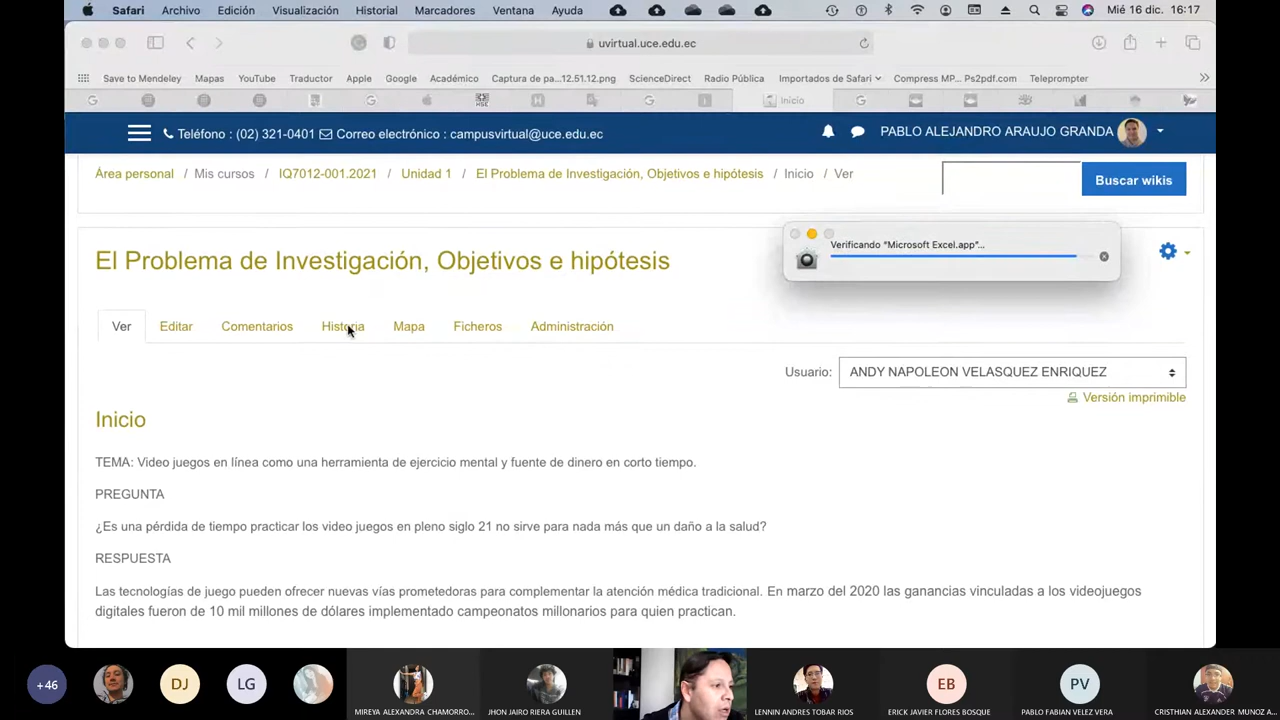 Safari Archivo Edición Visualización Historial Marcadores Ventana Ayuda Mié 16 dic. 16:17
uvirtual.uce.edu.ec
Save to Mendeley Mapas YouTube Traductor Apple Google Académico Captura de pa...12.51.12.png ScienceDirect Radio Pública Importados de Safari Compress MP... Ps2pdf.com Teleprompter
Inicio
Teléfono : (02) 321-0401 Correo electrónico : campusvirtual@uce.edu.ec PABLO ALEJANDRO ARAUJO GRANDA
Área personal / Mis cursos / IQ7012-001.2021 / Unidad 1 / El Problema de Investigación, Objetivos e hipótesis / Inicio / Ver
Buscar wikis
Verificando "Microsoft Excel.app"...
El Problema de Investigación, Objetivos e hipótesis
Ver Editar Comentarios Historia Mapa Ficheros Administración
Usuario: ANDY NAPOLEON VELASQUEZ ENRIQUEZ
Versión imprimible
Inicio
TEMA: Video juegos en línea como una herramienta de ejercicio mental y fuente de dinero en corto tiempo.
PREGUNTA
¿Es una pérdida de tiempo practicar los video juegos en pleno siglo 21 no sirve para nada más que un daño a la salud?
RESPUESTA
Las tecnologías de juego pueden ofrecer nuevas vías prometedoras para complementar la atención médica tradicional. En marzo del 2020 las ganancias vinculadas a los videojuegos
digitales fueron de 10 mil millones de dólares implementado campeonatos millonarios para quien practican.
+46 DJ LG EB PV
MIREYA ALEXANDRA CHAMORRO... JHON JAIRO RIERA GUILLEN LENNIN ANDRES TOBAR RIOS ERICK JAVIER FLORES BOSQUE PABLO FABIAN VELEZ VERA CRISTHIAN ALEXANDER MUNOZ A...